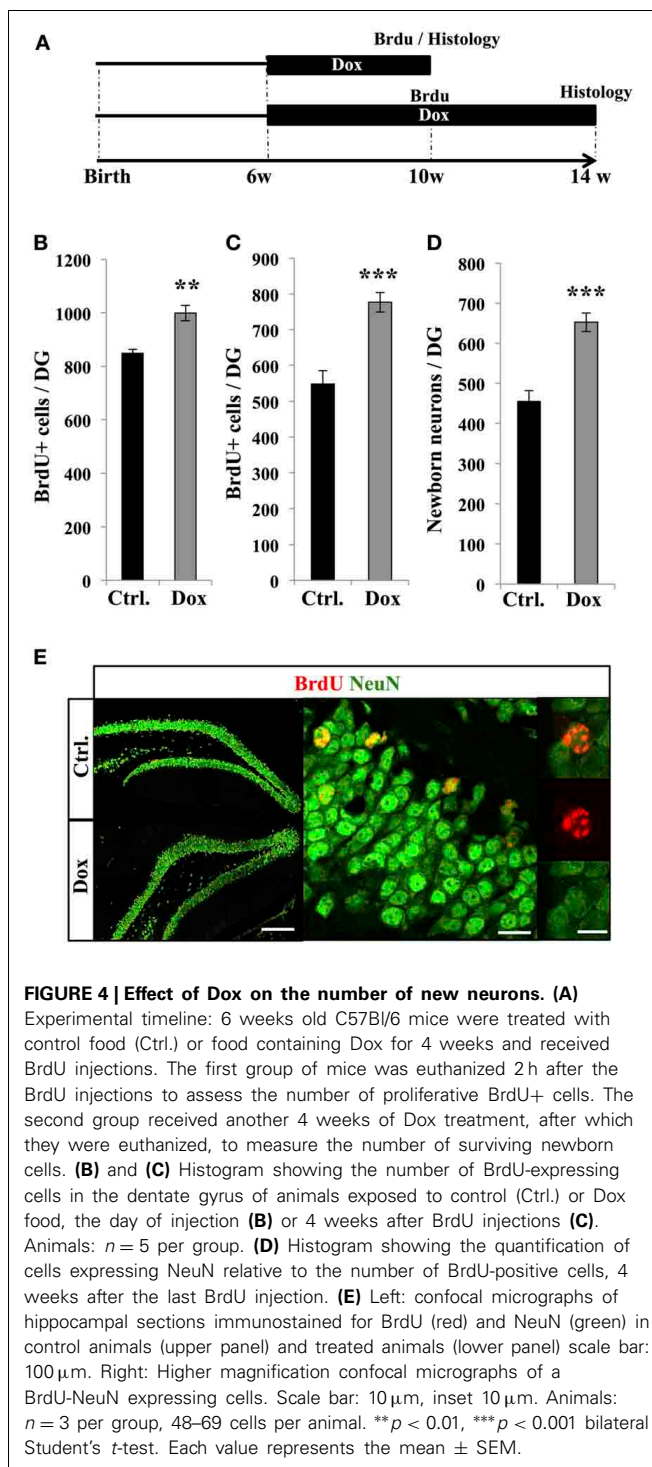 A
Brdu / Histology
Dox
Brdu
Histology
Dox
Birth
6w
10w
14 w
B
C
D
1200
1000
800
600
400
200
0
BrdU+ cells / DG
**
Ctrl.
Dox
900
800
700
600
500
400
300
200
100
0
BrdU+ cells / DG
***
Ctrl.
Dox
800
700
600
500
400
300
200
100
0
Newborn neurons / DG
***
Ctrl.
Dox
E
BrdU NeuN
Ctrl.
Dox
FIGURE 4 | Effect of Dox on the number of new neurons. (A)
Experimental timeline: 6 weeks old C57Bl/6 mice were treated with
control food (Ctrl.) or food containing Dox for 4 weeks and received
BrdU injections. The first group of mice was euthanized 2 h after the
BrdU injections to assess the number of proliferative BrdU+ cells. The
second group received another 4 weeks of Dox treatment, after which
they were euthanized, to measure the number of surviving newborn
cells. (B) and (C) Histogram showing the number of BrdU-expressing
cells in the dentate gyrus of animals exposed to control (Ctrl.) or Dox
food, the day of injection (B) or 4 weeks after BrdU injections (C).
Animals: n = 5 per group. (D) Histogram showing the quantification of
cells expressing NeuN relative to the number of BrdU-positive cells, 4
weeks after the last BrdU injection. (E) Left: confocal micrographs of
hippocampal sections immunostained for BrdU (red) and NeuN (green) in
control animals (upper panel) and treated animals (lower panel) scale bar:
100 μm. Right: Higher magnification confocal micrographs of a
BrdU-NeuN expressing cells. Scale bar: 10 μm, inset 10 μm. Animals:
n = 3 per group, 48–69 cells per animal. **p < 0.01, ***p < 0.001 bilateral
Student's t-test. Each value represents the mean ± SEM.